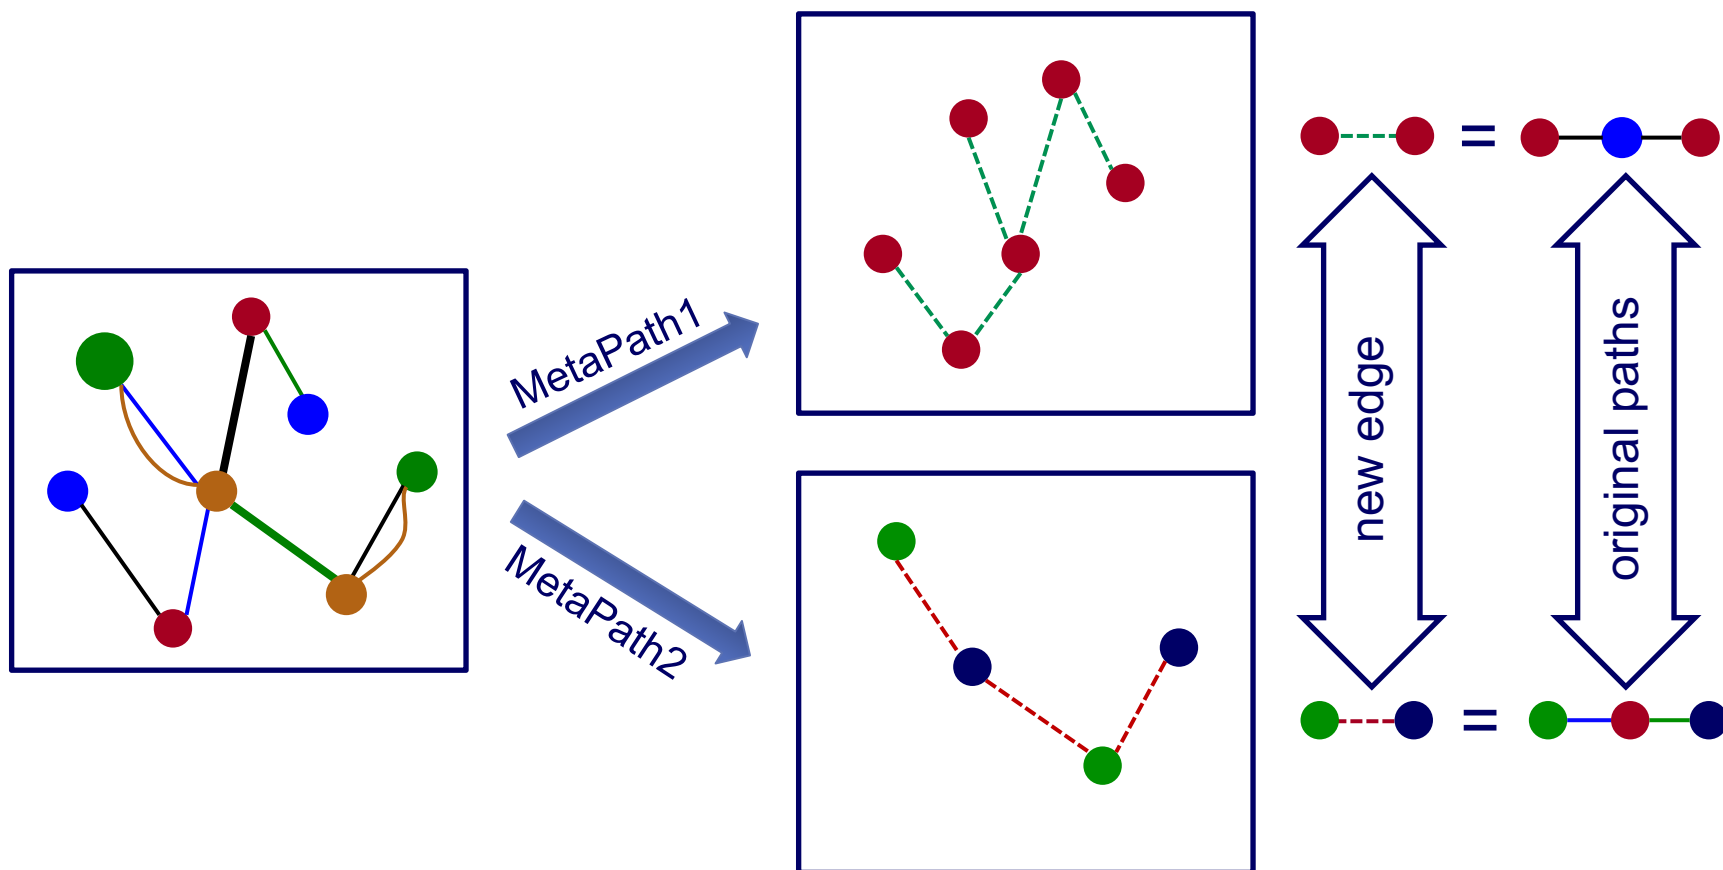 MetaPath1
MetaPath2
=
=
new edge
original paths